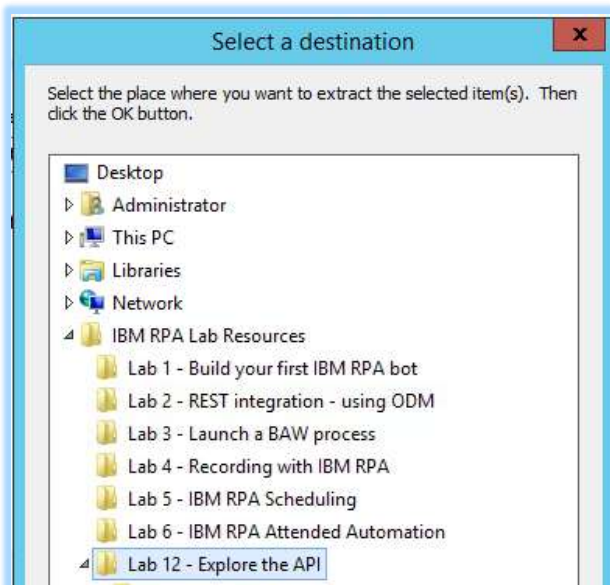 Select a destination
x
Select the place where you want to extract the selected item(s). Then
click the OK button.
Desktop
Administrator
This PC
Libraries
Network
IBM RPA Lab Resources
Lab 1 - Build your first IBM RPA bot
Lab 2 - REST integration - using ODM
Lab 3 - Launch a BAW process
Lab 4 - Recording with IBM RPA
Lab 5 - IBM RPA Scheduling
Lab 6 - IBM RPA Attended Automation
Lab 12 - Explore the API